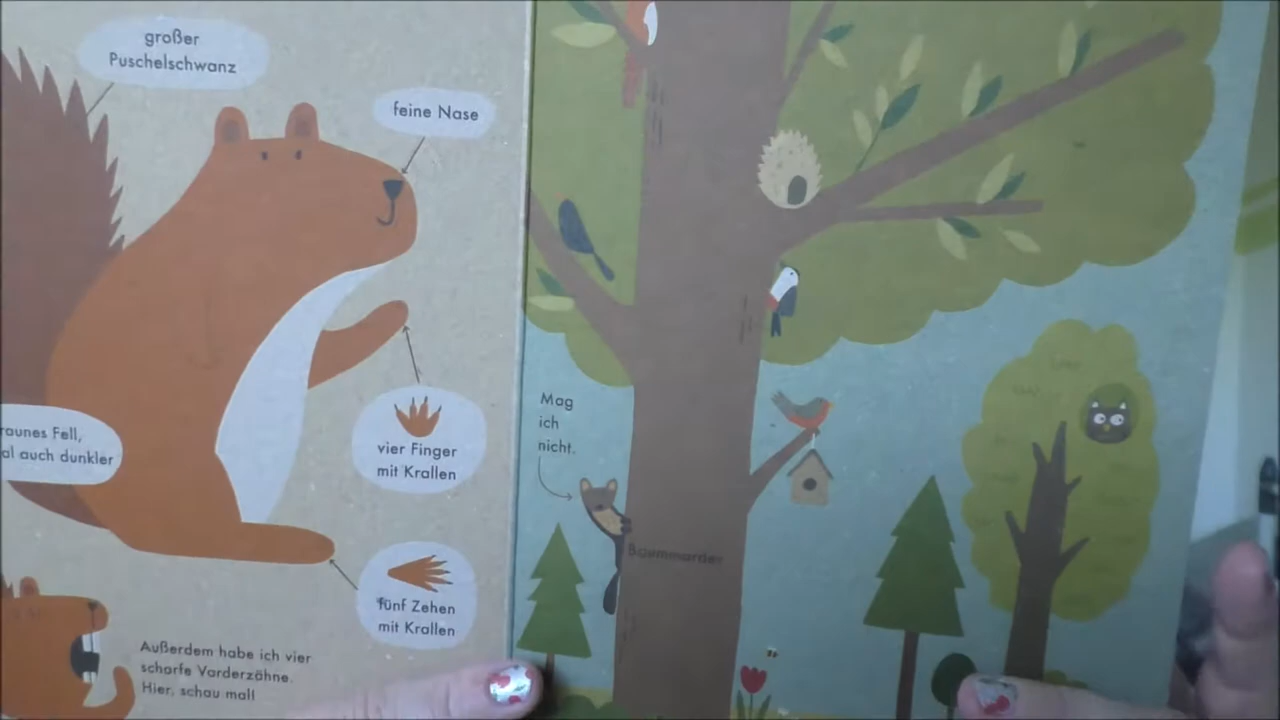 großer
Puschelschwanz
feine Nase
vier Finger
mit Krallen
raunes Fell,
al auch dunkler
fünf Zehen
mit Krallen
Außerdem habe ich vier
scharfe Vorderzähne.
Hier, schau mal!
Mag
ich
nicht.
Baummarder